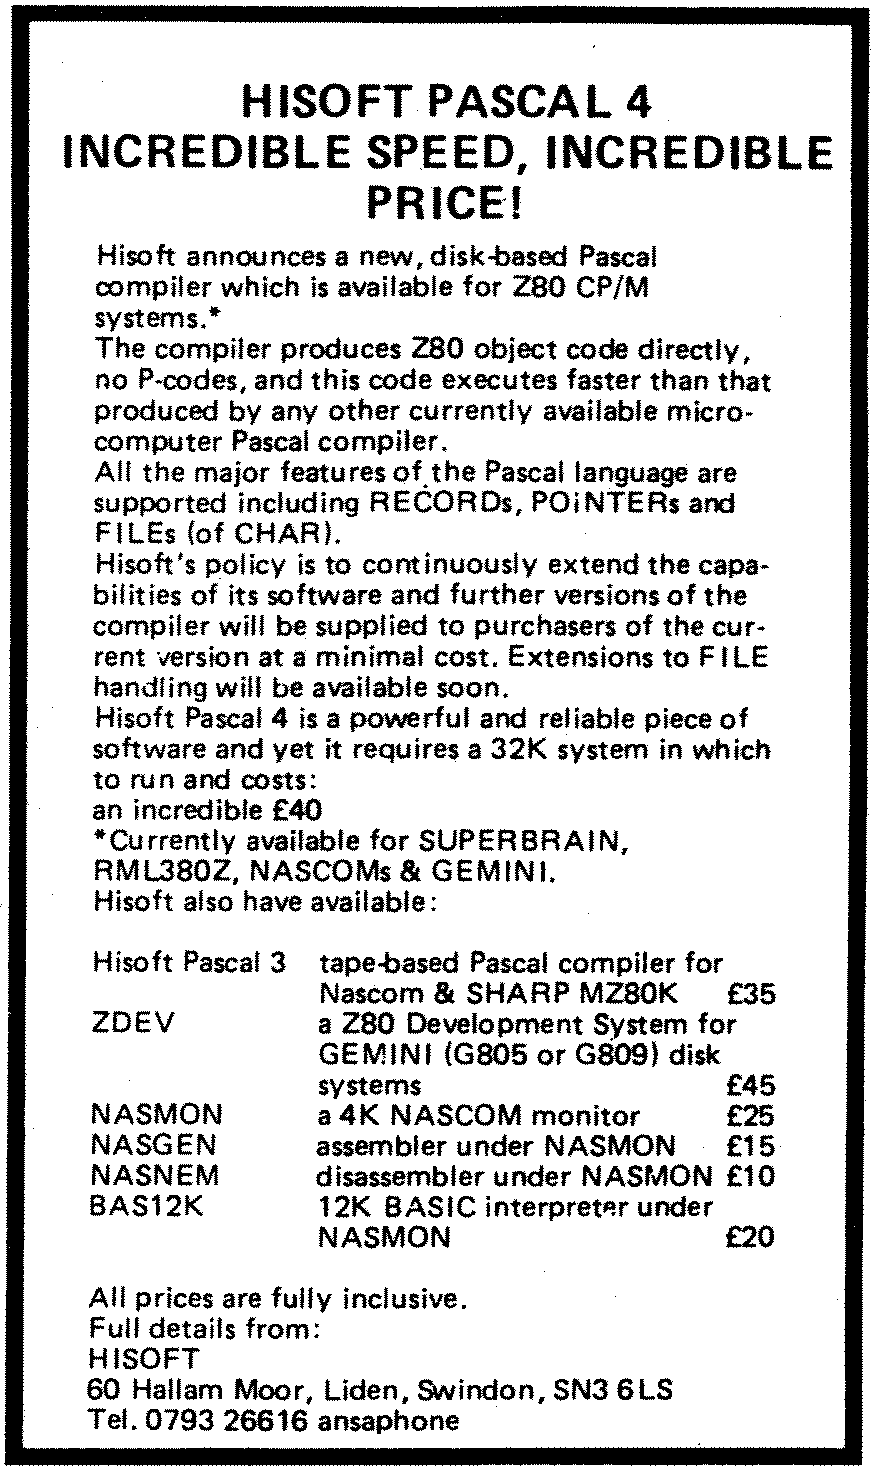 HISOFT PASCAL 4
INCREDIBLE SPEED, INCREDIBLE
PRICE!
Hisoft announces a new, disk-based Pascal
compiler which is available for Z80 CP/M
systems.*
The compiler produces Z80 object code directly,
no P-codes, and this code executes faster than that
produced by any other currently available micro-
computer Pascal compiler.
All the major features of the Pascal language are
supported including RECORDs, POiNTERs and
FILEs (of CHAR).
Hisoft's policy is to continuously extend the capa-
bilities of its software and further versions of the
compiler will be supplied to purchasers of the cur-
rent version at a minimal cost. Extensions to FILE
handling will be available soon.
Hisoft Pascal 4 is a powerful and reliable piece of
software and yet it requires a 32K system in which
to run and costs:
an incredible £40
*Currently available for SUPERBRAIN,
RML380Z, NASCOMs & GEMINI.
Hisoft also have available:
Hisoft Pascal 3 tape-based Pascal compiler for
Nascom & SHARP MZ80K £35
ZDEV a Z80 Development System for
GEMINI (G805 or G809) disk
systems £45
NASMON a 4K NASCOM monitor £25
NASGEN assembler under NASMON £15
NASNEM disassembler under NASMON £10
BAS12K 12K BASIC interpreter under
NASMON £20
All prices are fully inclusive.
Full details from:
HISOFT
60 Hallam Moor, Liden, Swindon, SN3 6LS
Tel. 0793 26616 ansaphone